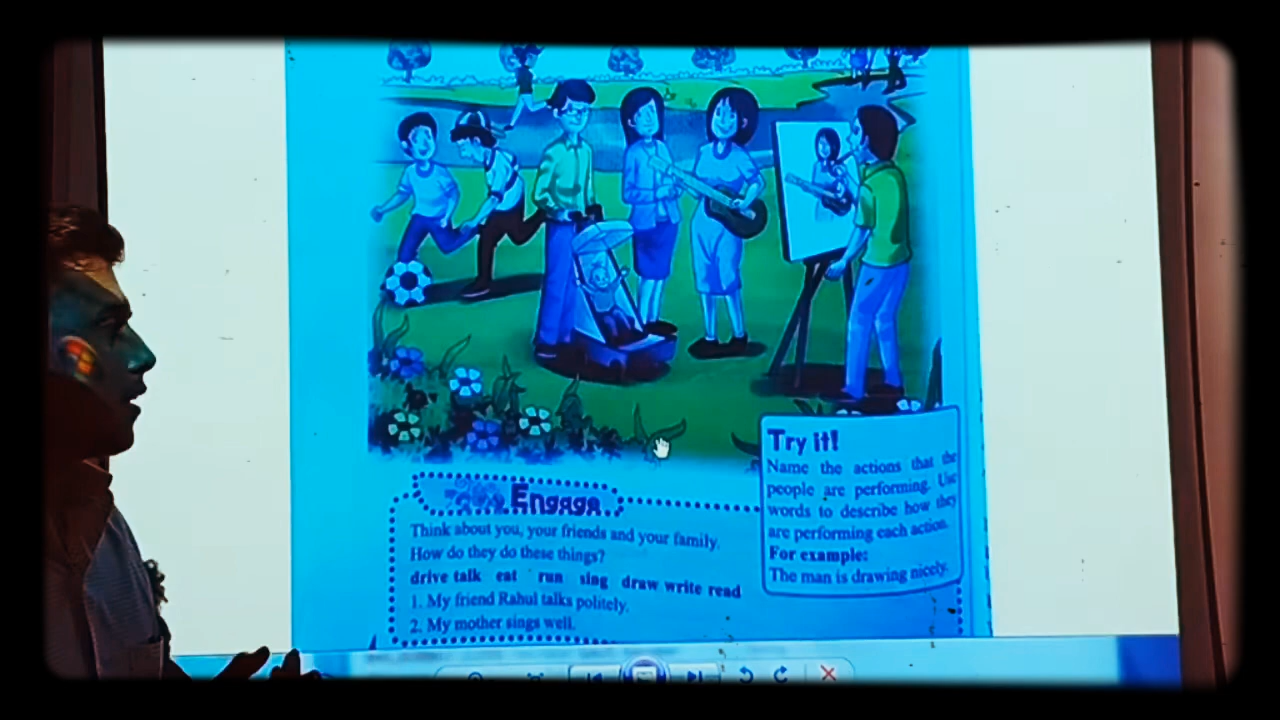 Try it!
Name the actions that the
people are performing. Use
words to describe how they
are performing each action.
For example:
The man is drawing nicely.
Engage
Think about you, your friends and your family.
How do they do these things?
drive talk eat run sing draw write read
1. My friend Rahul talks politely.
2. My mother sings well.